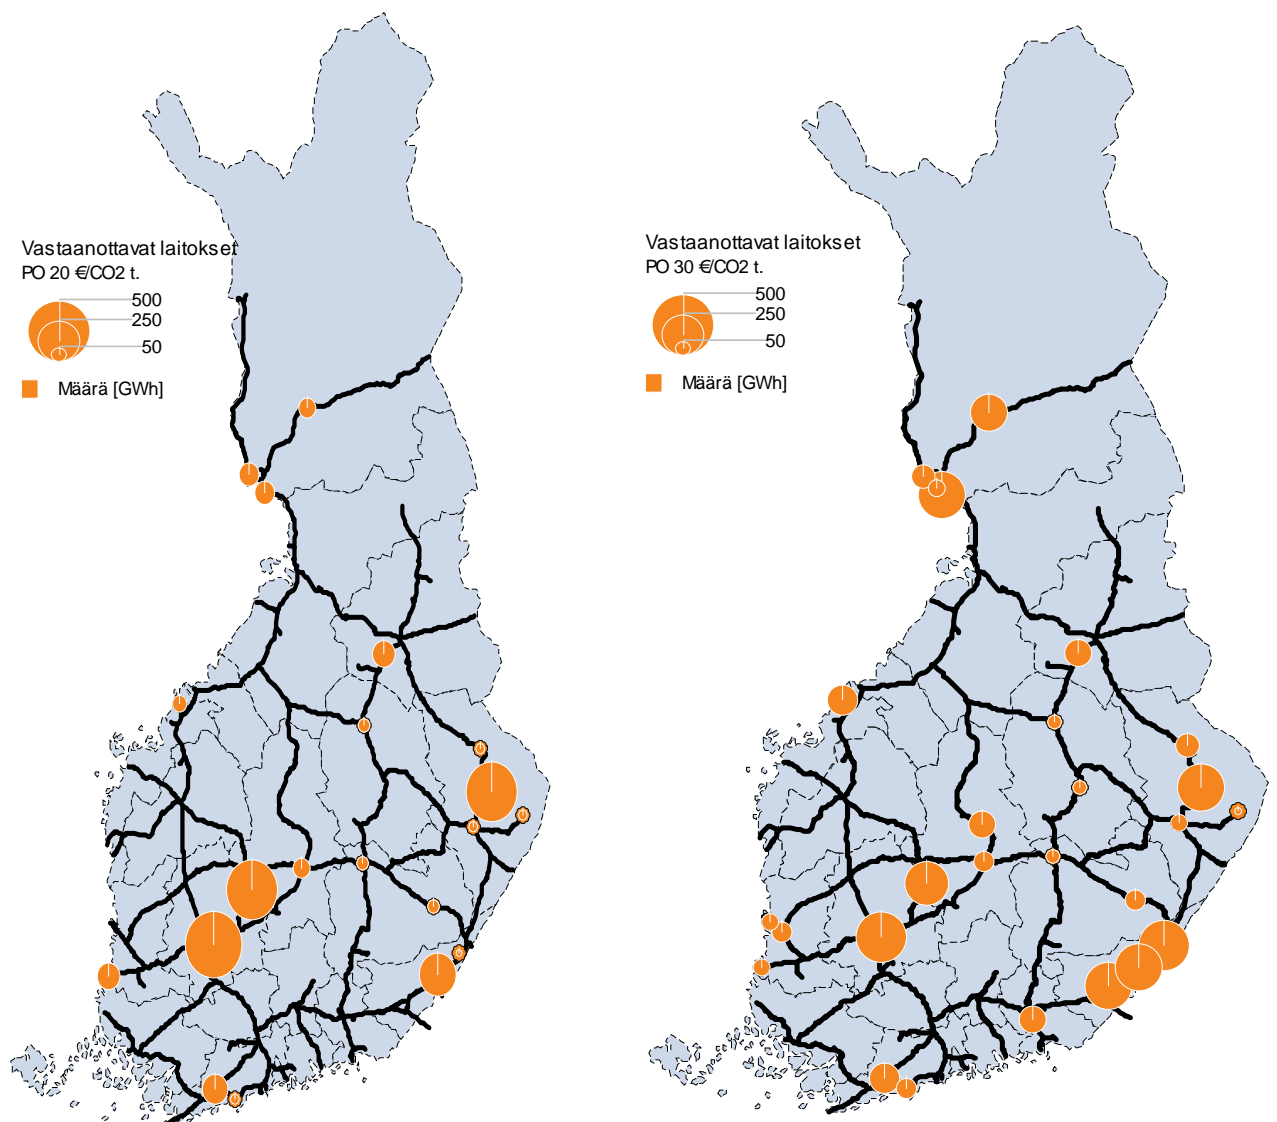 Vastaanottavat laitokset
PO 20 €/CO2 t.
500
250
50
Määrä [GWh]
Vastaanottavat laitokset
PO 30 €/CO2 t.
500
250
50
Määrä [GWh]